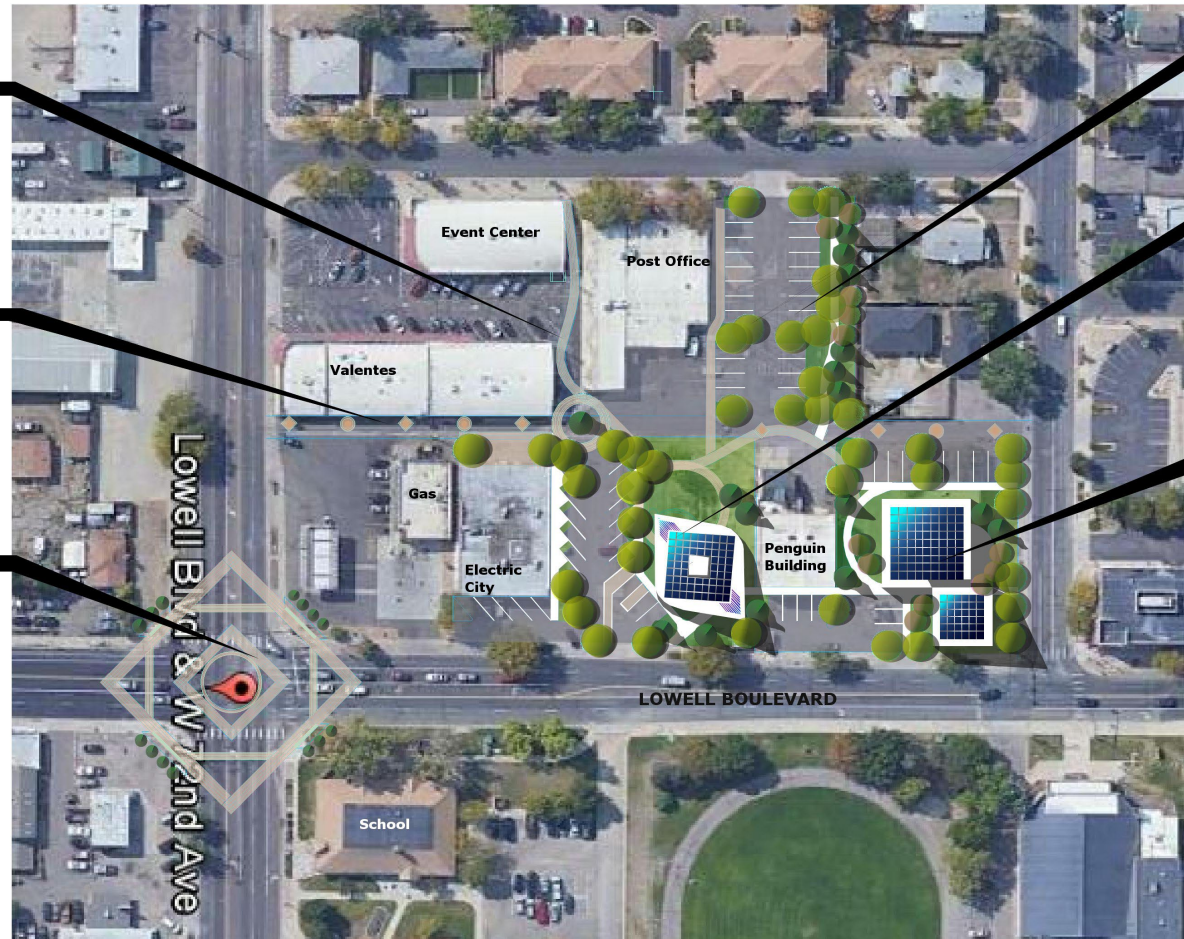 Event Center
Post Office
Valentes
Gas
Electric
City
Penguin
Building
Lowell Blvd & W 72nd Ave
LOWELL BOULEVARD
School